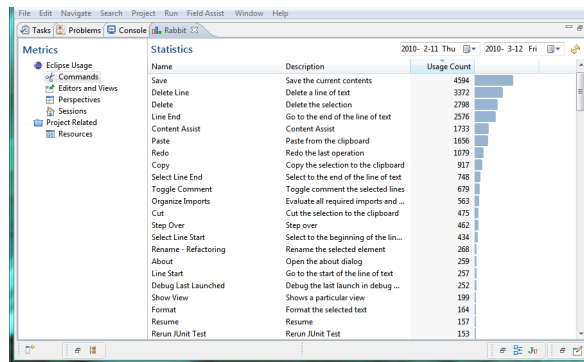 File Edit Navigate Search Project Run Field Assist Window Help
Tasks Problems Console Rabbit
Metrics
Eclipse Usage
Commands
Editors and Views
Perspectives
Sessions
Project Related
Resources
Statistics 2010- 2-11 Thu 2010- 3-12 Fri
Name Description Usage Count
Save Save the current contents 4594
Delete Line Delete a line of text 3372
Delete Delete the selection 2798
Line End Go to the end of the line of text 2576
Content Assist Content Assist 1733
Paste Paste from the clipboard 1656
Redo Redo the last operation 1079
Copy Copy the selection to the clipboard 917
Select Line End Select to the end of the line of text 748
Toggle Comment Toggle comment the selected lines 679
Organize Imports Evaluate all required imports and ... 563
Cut Cut the selection to the clipboard 475
Step Over Step over 462
Select Line Start Select to the beginning of the lin... 434
Rename - Refactoring Rename the selected element 268
About Open the about dialog 259
Line Start Go to the start of the line of text 257
Debug Last Launched Debug the last launch in debug ... 252
Show View Shows a particular view 199
Format Format the selected text 164
Resume Resume 157
Rerun JUnit Test Rerun JUnit Test 153
Ju